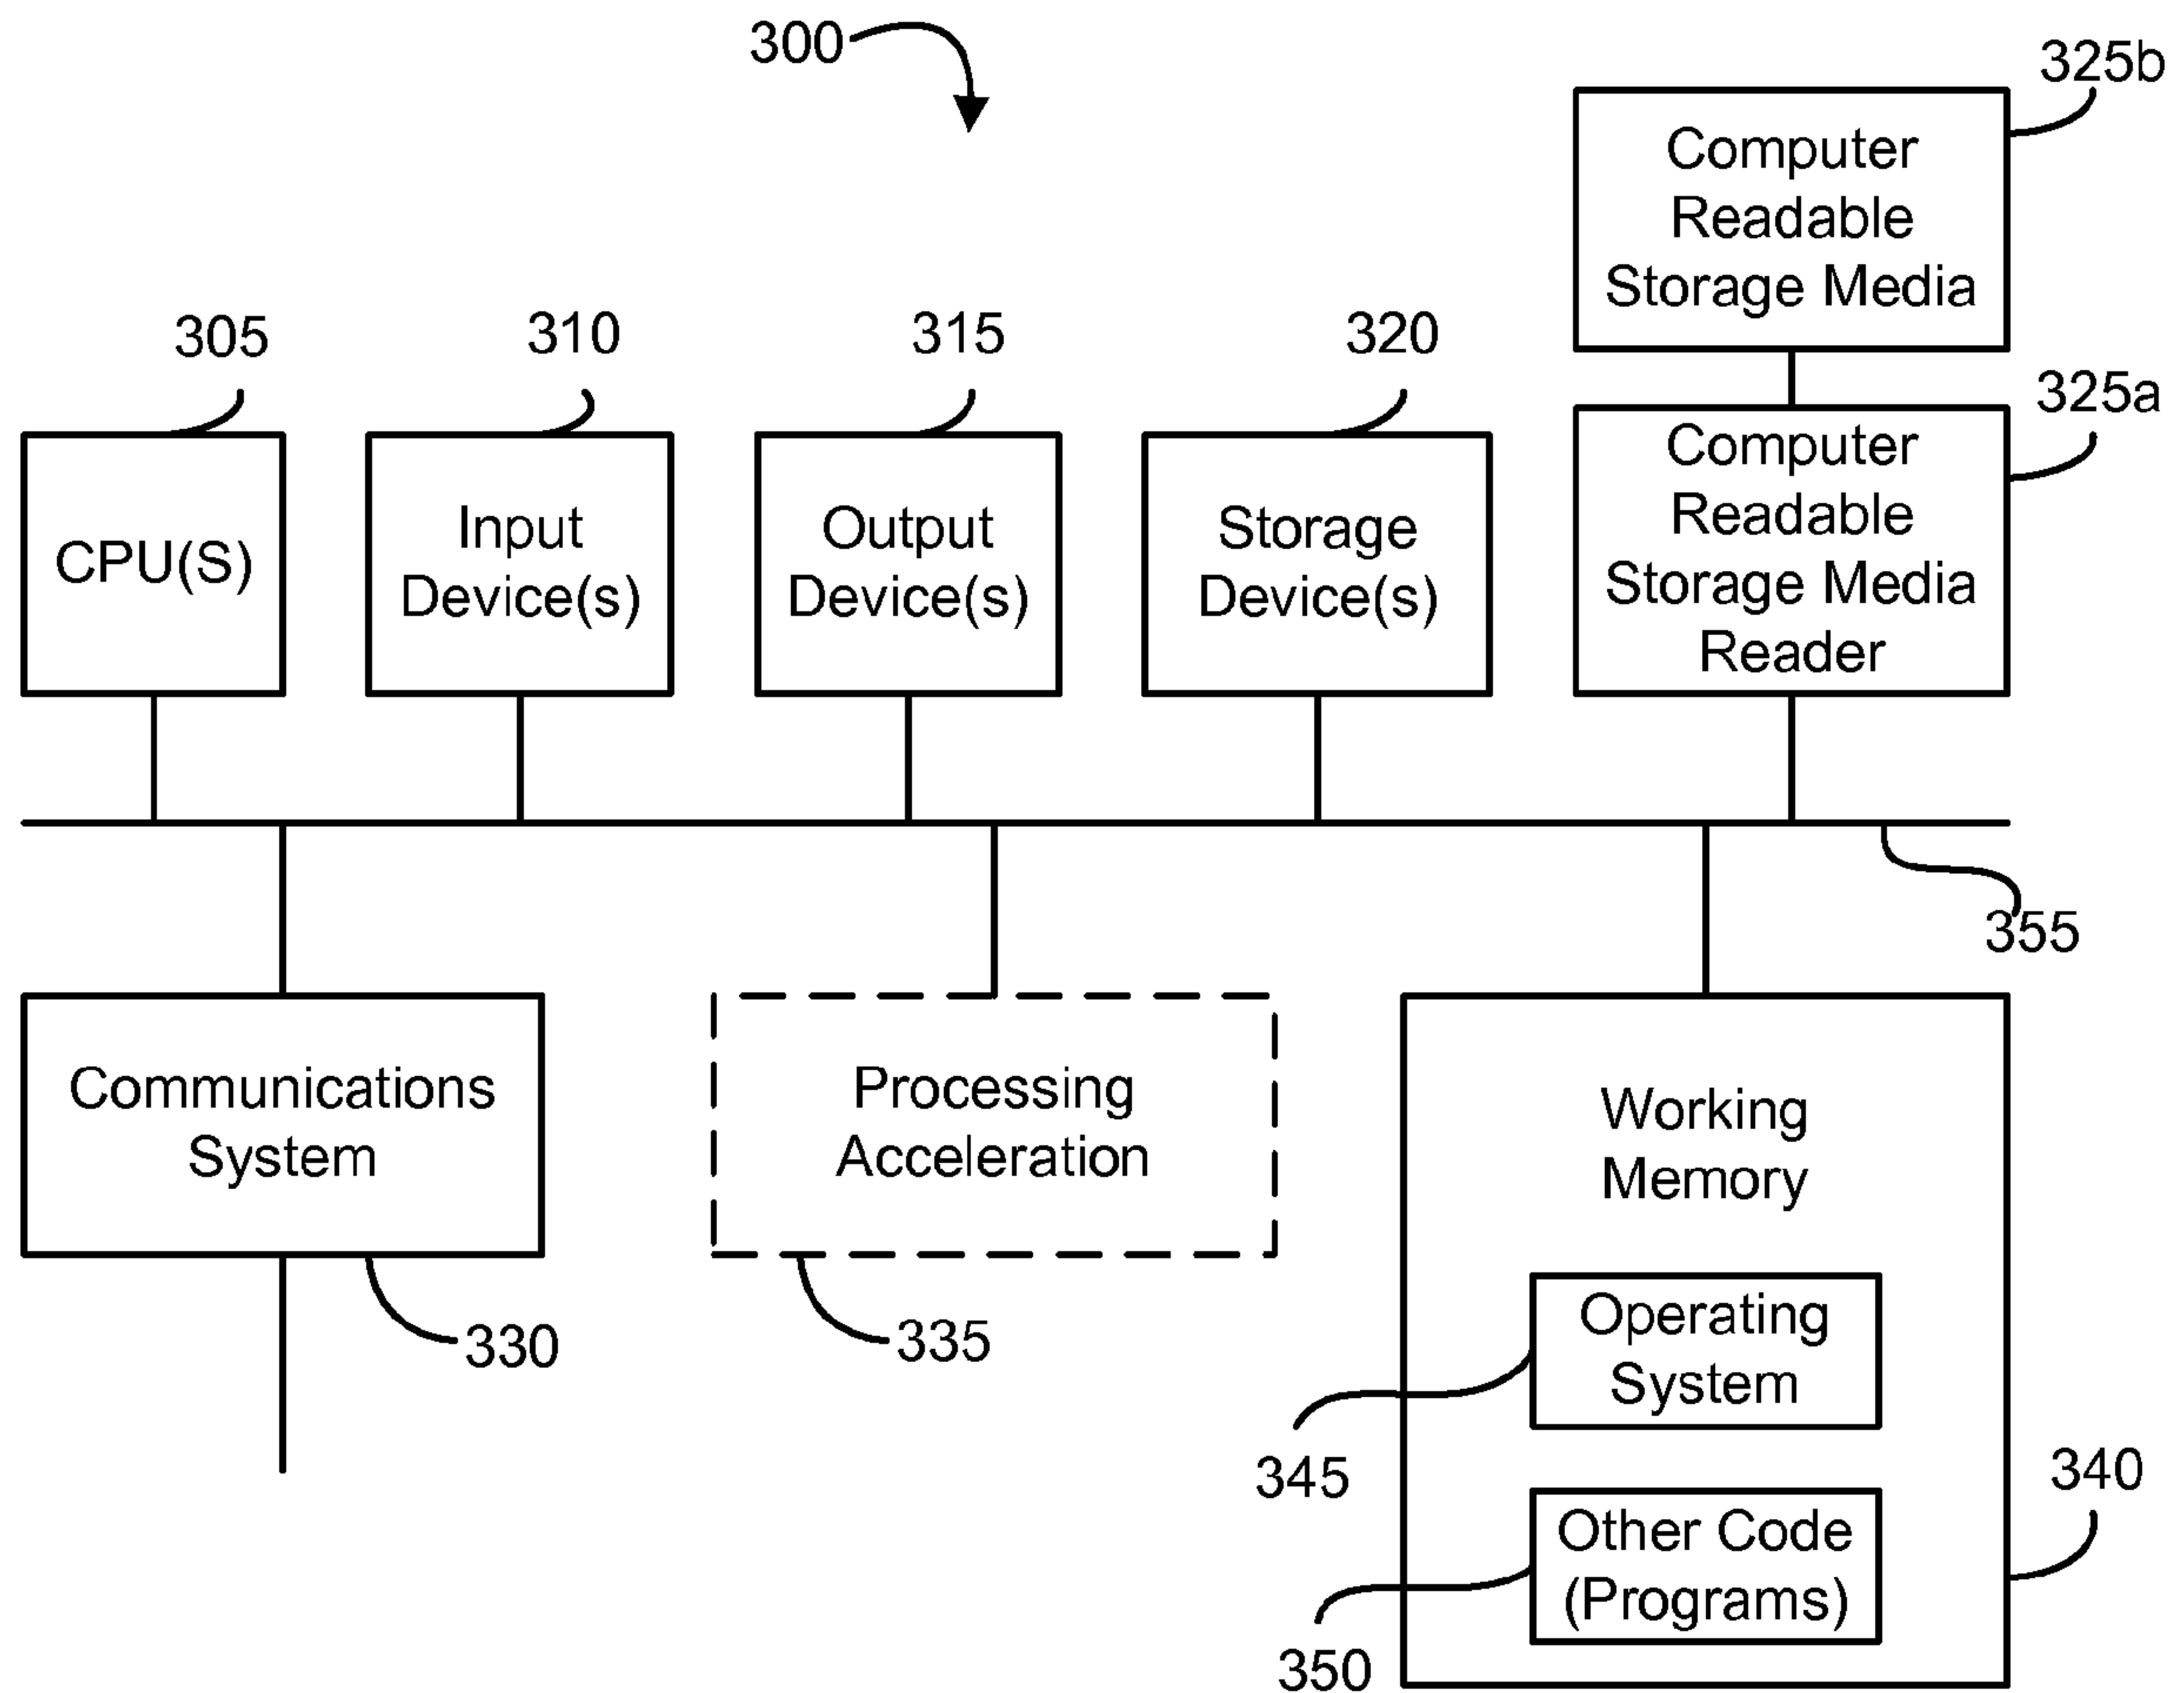 300
325b
Computer
Readable
Storage Media
305
310
315
320
325a
CPU(S)
Input
Device(s)
Output
Device(s)
Storage
Device(s)
Computer
Readable
Storage Media
Reader
355
Communications
System
330
Processing
Acceleration
335
Working
Memory
Operating
System
345
340
Other Code
(Programs)
350